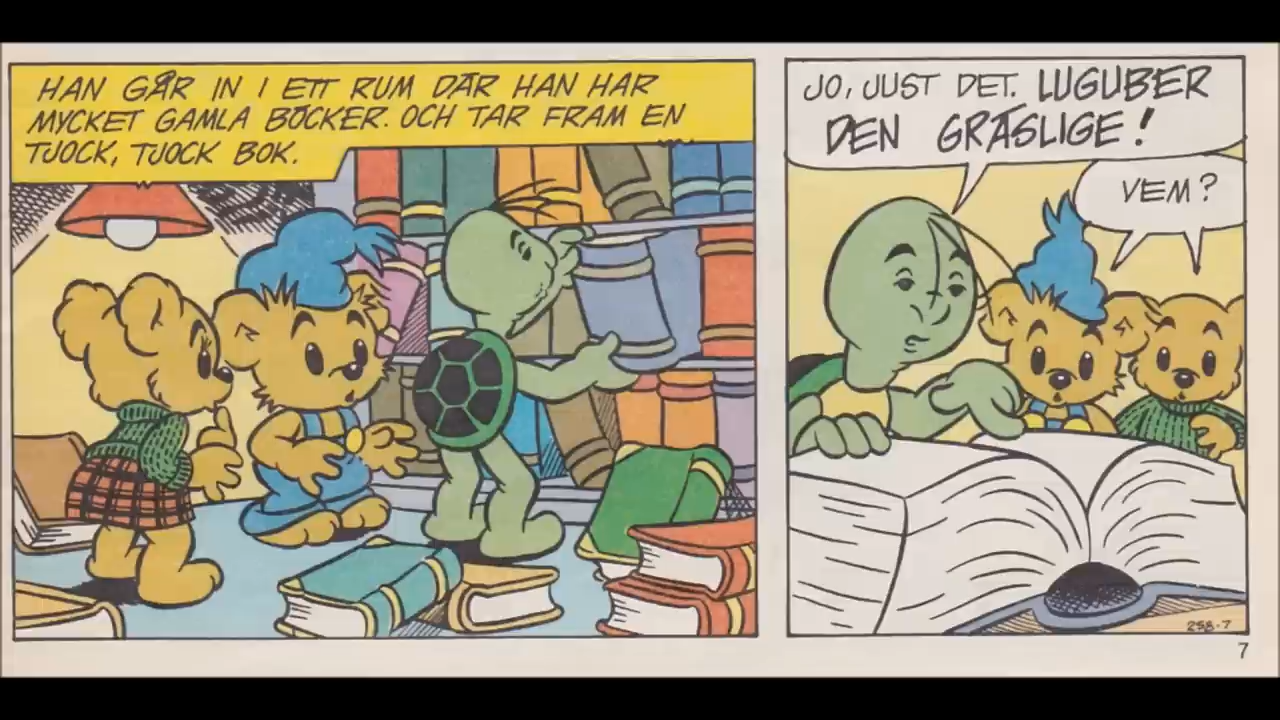 HAN GÅR IN I ETT RUM DÄR HAN HAR
MYCKET GAMLA BÖCKER. OCH TAR FRAM EN
TJOCK, TJOCK BOK.
JO, JUST DET. LUGUBER
DEN GRÄSLIGE!
VEM?
258-7
7